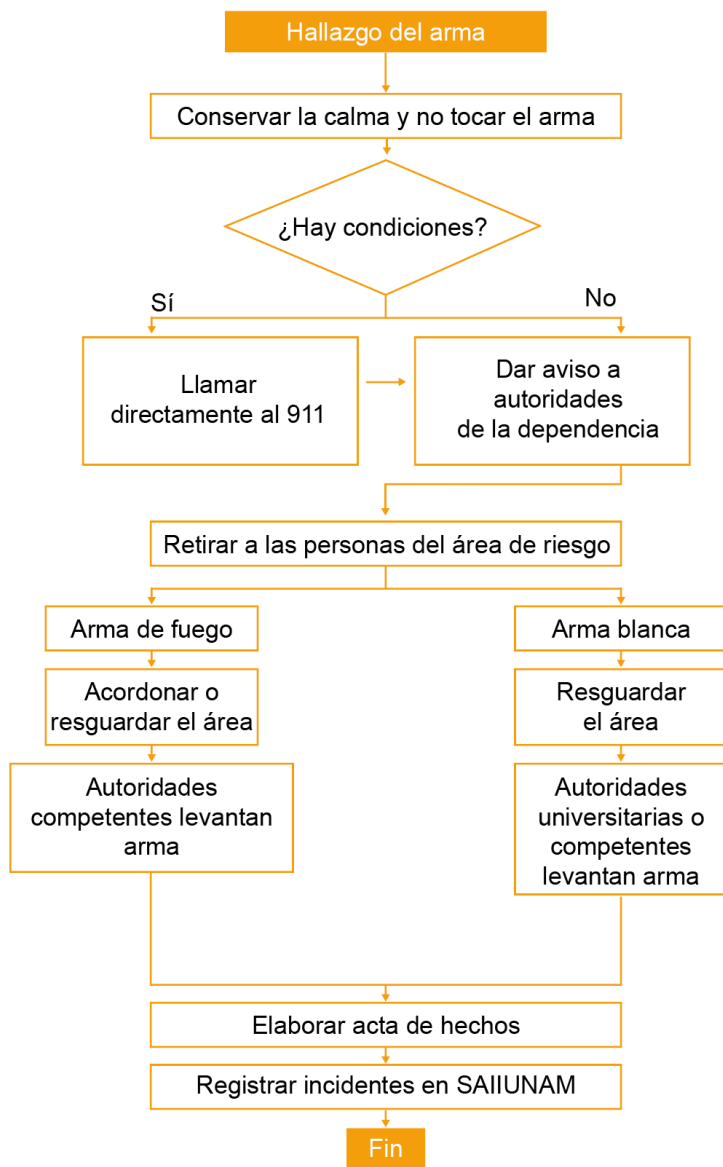 Hallazgo del arma
Conservar la calma y no tocar el arma
¿Hay condiciones?
Sí
No
Llamar
directamente al 911
Dar aviso a
autoridades
de la dependencia
Retirar a las personas del área de riesgo
Arma de fuego
Acordonar o
resguardar el área
Autoridades
competentes levantan
arma
Arma blanca
Resguardar
el área
Autoridades
universitarias o
competentes
levantan arma
Elaborar acta de hechos
Registrar incidentes en SAIIUNAM
Fin